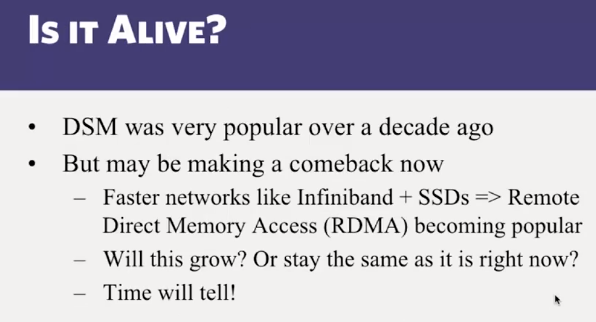 IS IT ALIVE?
• DSM was very popular over a decade ago
• But may be making a comeback now
– Faster networks like Infiniband + SSDs => Remote
Direct Memory Access (RDMA) becoming popular
– Will this grow? Or stay the same as it is right now?
– Time will tell!